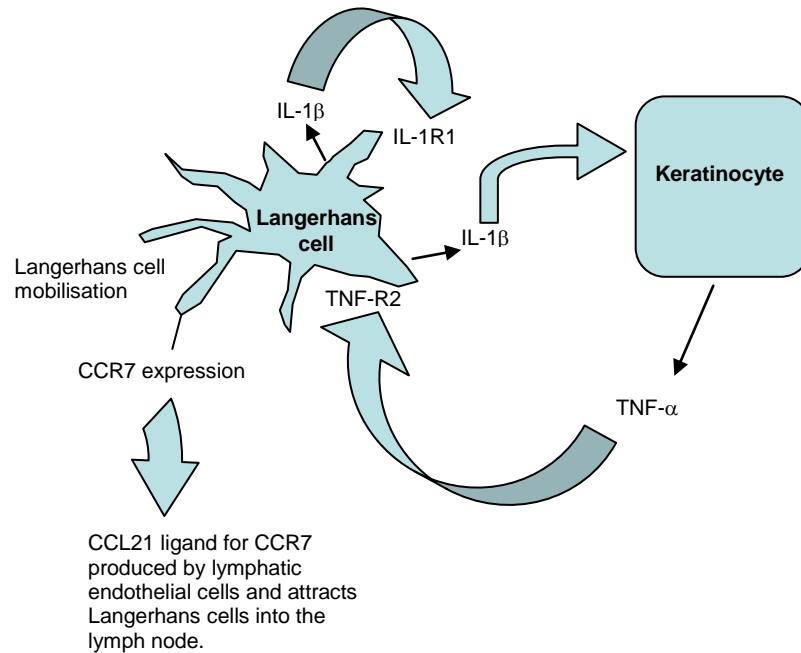 IL-1β
IL-1R1
Keratinocyte
Langerhans
cell
IL-1β
Langerhans cell
mobilisation
TNF-R2
CCR7 expression
TNF-α
CCL21 ligand for CCR7
produced by lymphatic
endothelial cells and attracts
Langerhans cells into the
lymph node.